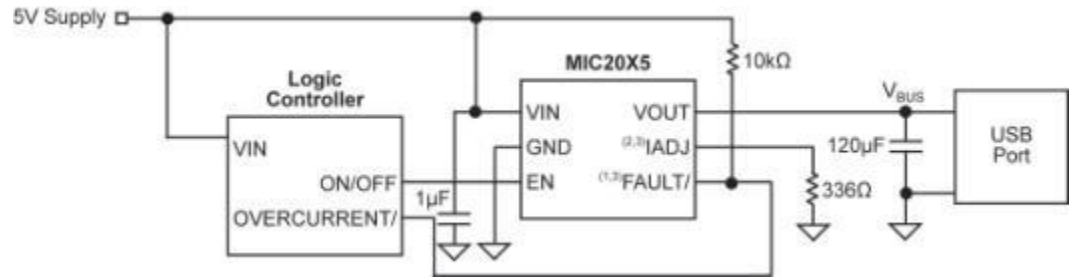 5V Supply
MIC20X5
10kΩ
Logic
Controller
VIN
VOUT
V_BUS
VIN
GND
(2,3)IADJ
120µF
USB
Port
ON/OFF
EN
(1,3)FAULT/
1µF
336Ω
OVERCURRENT/